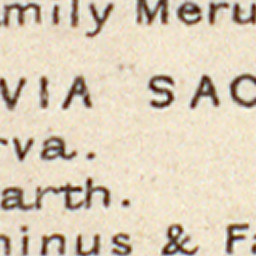 amily Meru
VIA SAC
rva.
arth.
ninus & Fa